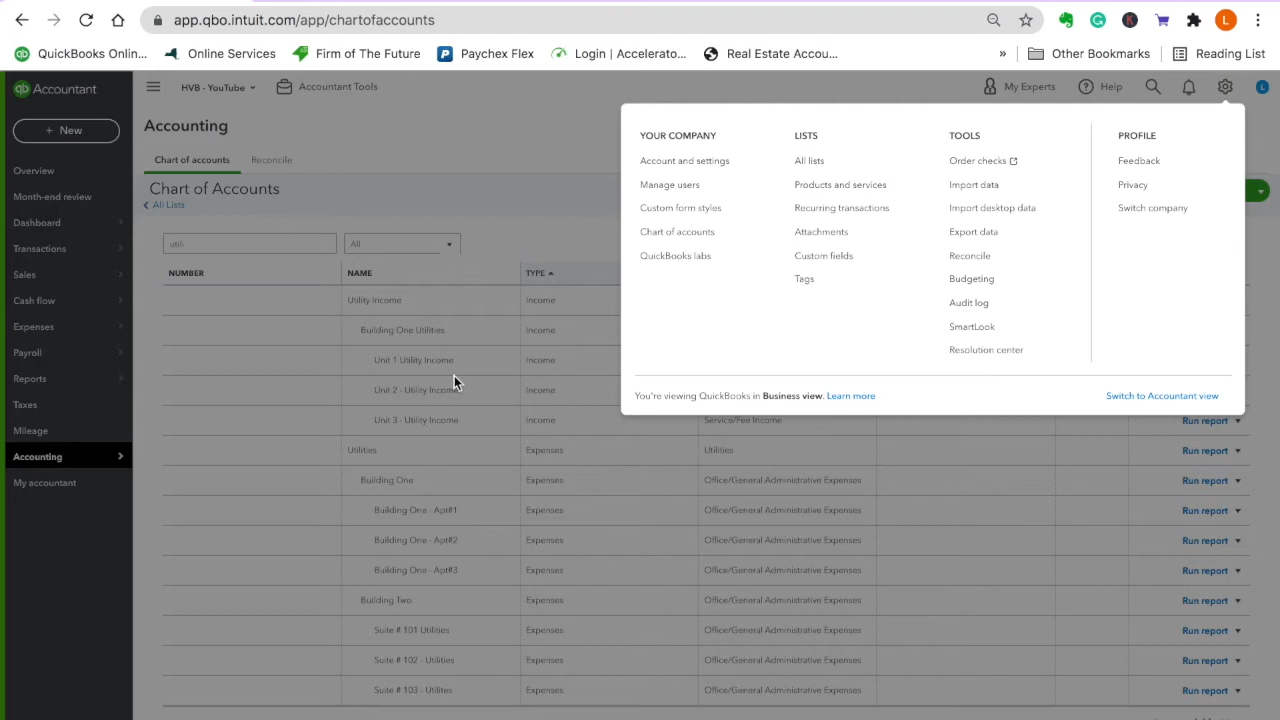 app.qbo.intuit.com/app/chartofaccounts
L
QuickBooks Onlin...
Online Services
Firm of The Future
Paychex Flex
Login | Accelerato...
Real Estate Accou...
»
Other Bookmarks
Reading List
qb Accountant
HVB - YouTube
Accountant Tools
My Experts
Help
L
+ New
Overview
Month-end review
Dashboard
Transactions
Sales
Cash flow
Expenses
Payroll
Reports
Taxes
Mileage
Accounting
My accountant
Accounting
Chart of accounts
Reconcile
Chart of Accounts
All Lists
utili
All
NUMBER
NAME
TYPE
Utility Income
Income
Building One Utilities
Income
Unit 1 Utility Income
Income
Unit 2 - Utility Income
Income
Unit 3 - Utility Income
Income
Service/Fee Income
Run report
Utilities
Expenses
Utilities
Run report
Building One
Expenses
Office/General Administrative Expenses
Run report
Building One - Apt#1
Expenses
Office/General Administrative Expenses
Run report
Building One - Apt#2
Expenses
Office/General Administrative Expenses
Run report
Building One - Apt#3
Expenses
Office/General Administrative Expenses
Run report
Building Two
Expenses
Office/General Administrative Expenses
Run report
Suite # 101 Utilities
Expenses
Office/General Administrative Expenses
Run report
Suite # 102 - Utilities
Expenses
Office/General Administrative Expenses
Run report
Suite # 103 - Utilites
Expenses
Office/General Administrative Expenses
Run report
YOUR COMPANY
Account and settings
Manage users
Custom form styles
Chart of accounts
QuickBooks labs
LISTS
All lists
Products and services
Recurring transactions
Attachments
Custom fields
Tags
TOOLS
Order checks
Import data
Import desktop data
Export data
Reconcile
Budgeting
Audit log
SmartLook
Resolution center
PROFILE
Feedback
Privacy
Switch company
You're viewing QuickBooks in Business view. Learn more
Switch to Accountant view